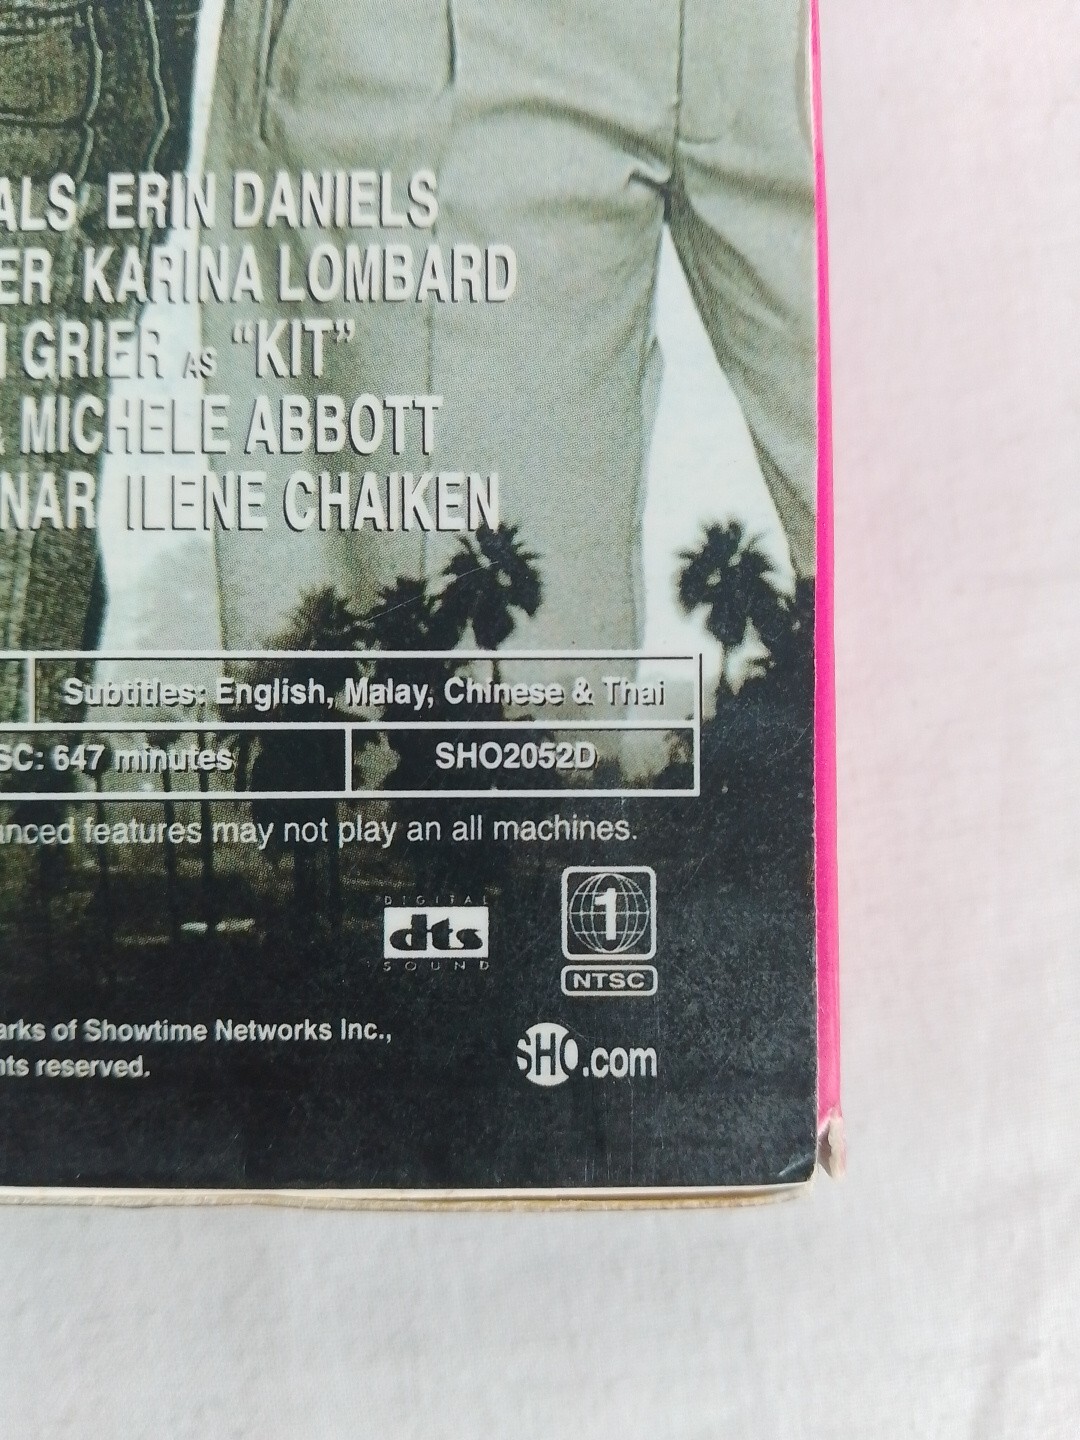 ALS ERIN DANIELS
ER KARINA LOMBARD
GRIER AS "KIT"
& MICHELE ABBOTT
NAR ILENE CHAIKEN
Subtitles: English, Malay, Chinese & Thai
SC: 647 minutes SHO2052D
anced features may not play an all machines.
DIGITAL
dts
SOUND
1
NTSC
arks of Showtime Networks Inc.,
nts reserved.
SHO.com